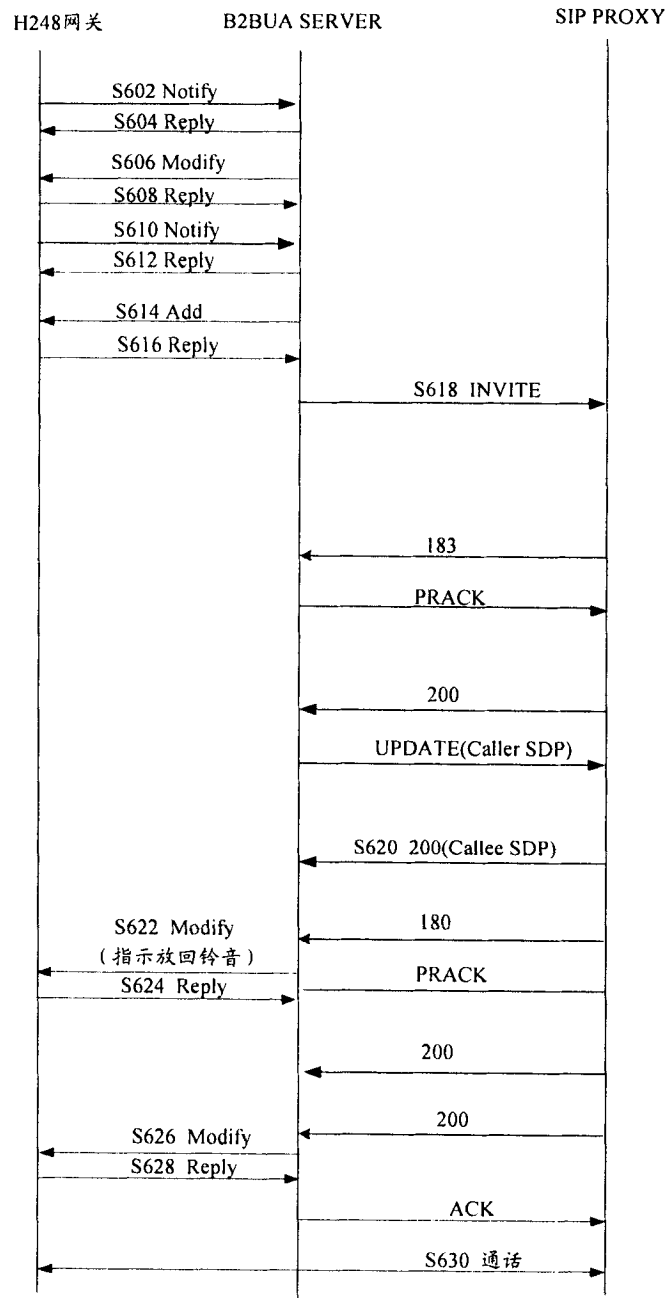 H248网关
B2BUA SERVER
SIP PROXY
S602 Notify
S604 Reply
S606 Modify
S608 Reply
S610 Notify
S612 Reply
S614 Add
S616 Reply
S618 INVITE
183
PRACK
200
UPDATE(Caller SDP)
S620 200(Callee SDP)
180
S622 Modify
(指示放回铃音)
PRACK
S624 Reply
200
200
S626 Modify
S628 Reply
ACK
S630 通话